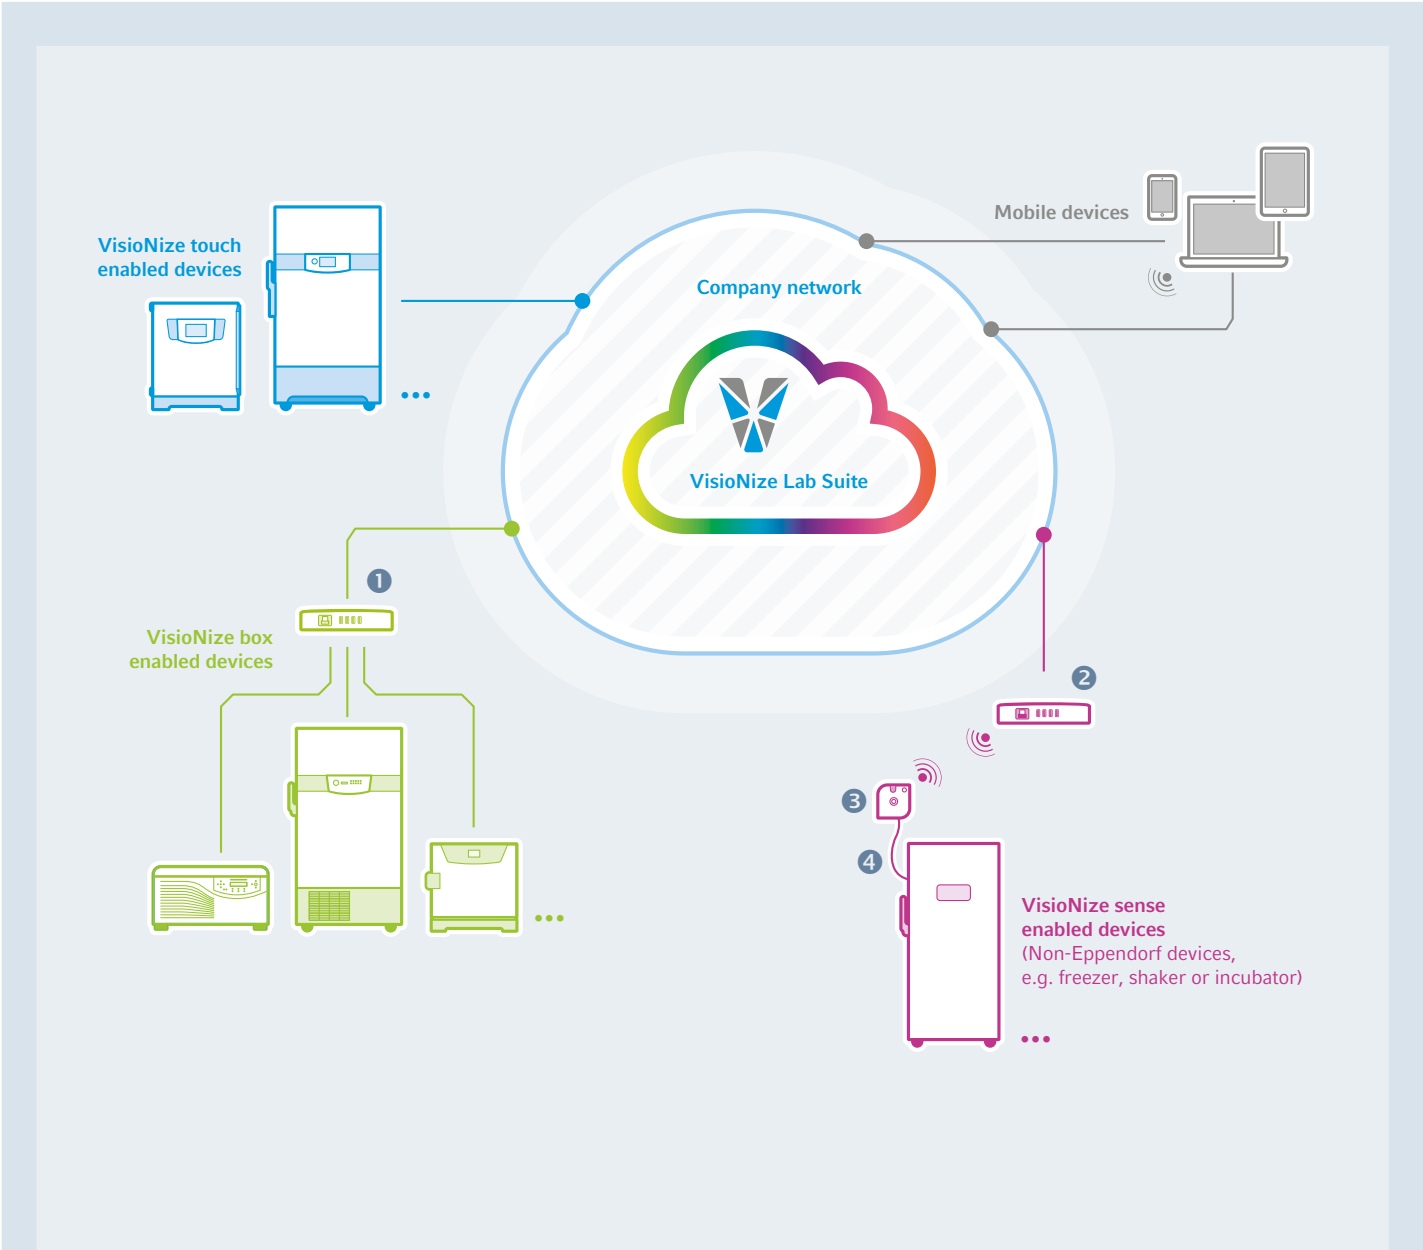 Mobile devices
VisioNize touch
enabled devices
Company network
VisioNize Lab Suite
1
VisioNize box
enabled devices
2
3
4
VisioNize sense
enabled devices
(Non-Eppendorf devices,
e.g. freezer, shaker or incubator)